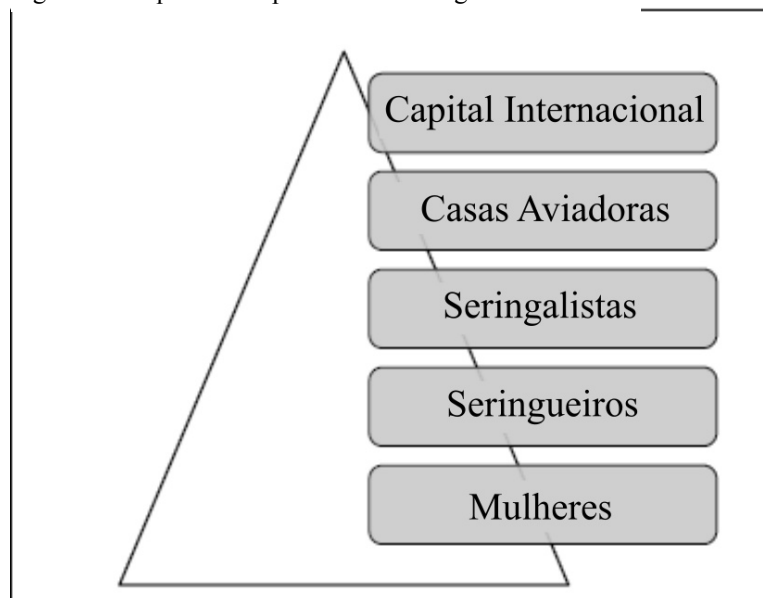 Capital Internacional
Casas Aviadoras
Seringalistas
Seringueiros
Mulheres